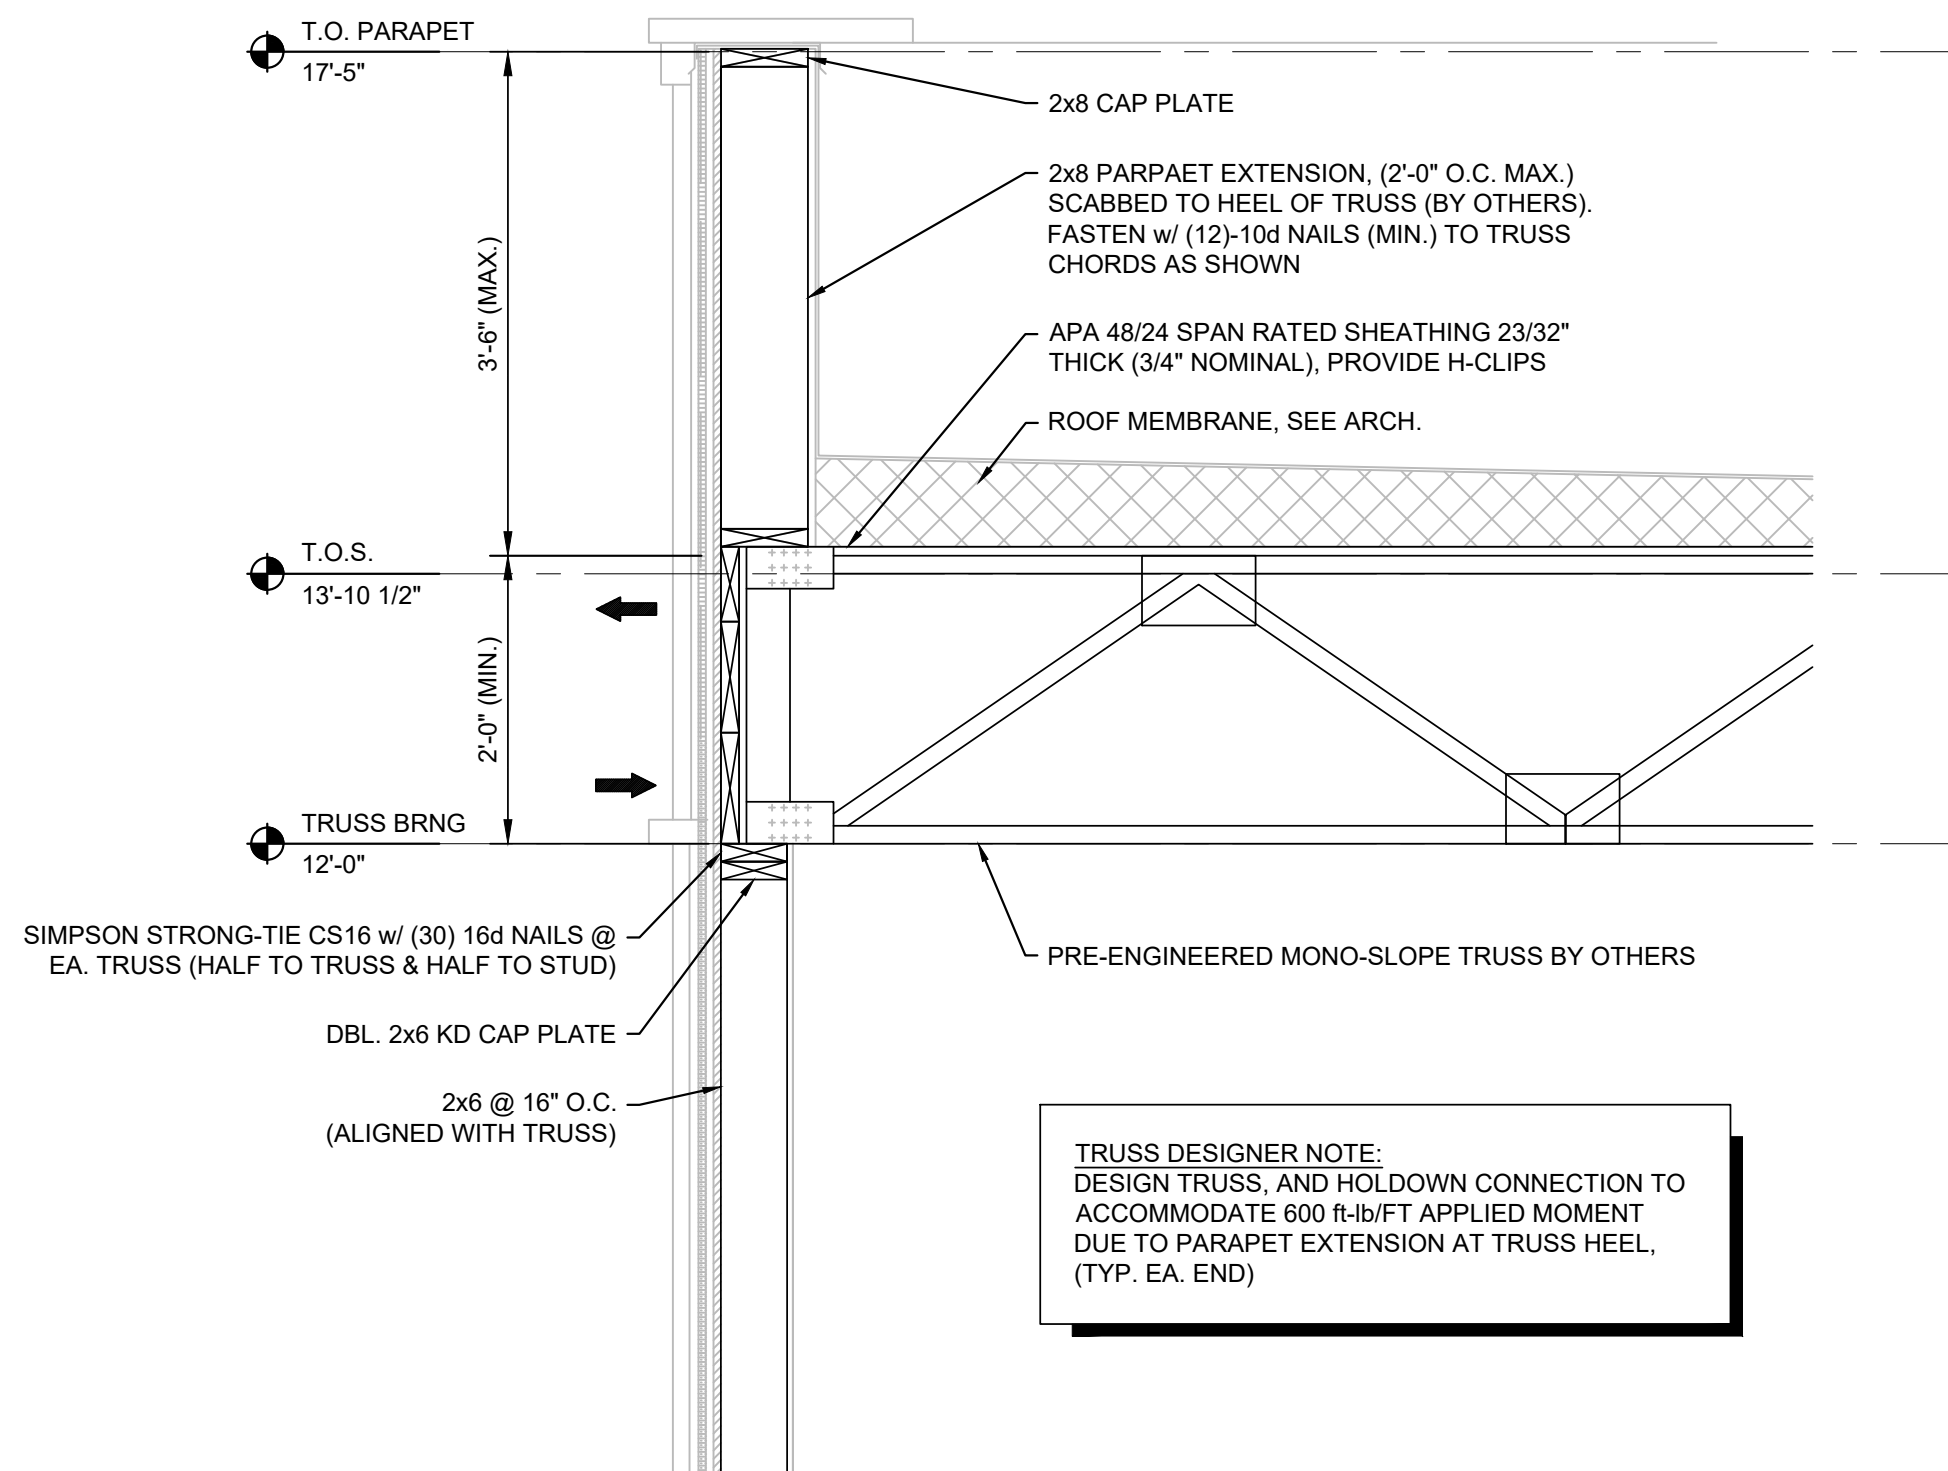 T.O. PARAPET
17'-5"
2x8 CAP PLATE
2x8 PARPAET EXTENSION, (2'-0" O.C. MAX.)
SCABBED TO HEEL OF TRUSS (BY OTHERS).
FASTEN w/ (12)-10d NAILS (MIN.) TO TRUSS
CHORDS AS SHOWN
3'-6" (MAX.)
APA 48/24 SPAN RATED SHEATHING 23/32"
THICK (3/4" NOMINAL), PROVIDE H-CLIPS
ROOF MEMBRANE, SEE ARCH.
T.O.S.
13'-10 1/2"
2'-0" (MIN.)
TRUSS BRNG
12'-0"
SIMPSON STRONG-TIE CS16 w/ (30) 16d NAILS @
EA. TRUSS (HALF TO TRUSS & HALF TO STUD)
PRE-ENGINEERED MONO-SLOPE TRUSS BY OTHERS
DBL. 2x6 KD CAP PLATE
2x6 @ 16" O.C.
(ALIGNED WITH TRUSS)
TRUSS DESIGNER NOTE:
DESIGN TRUSS, AND HOLDOWN CONNECTION TO
ACCOMMODATE 600 ft-lb/FT APPLIED MOMENT
DUE TO PARAPET EXTENSION AT TRUSS HEEL,
(TYP. EA. END)